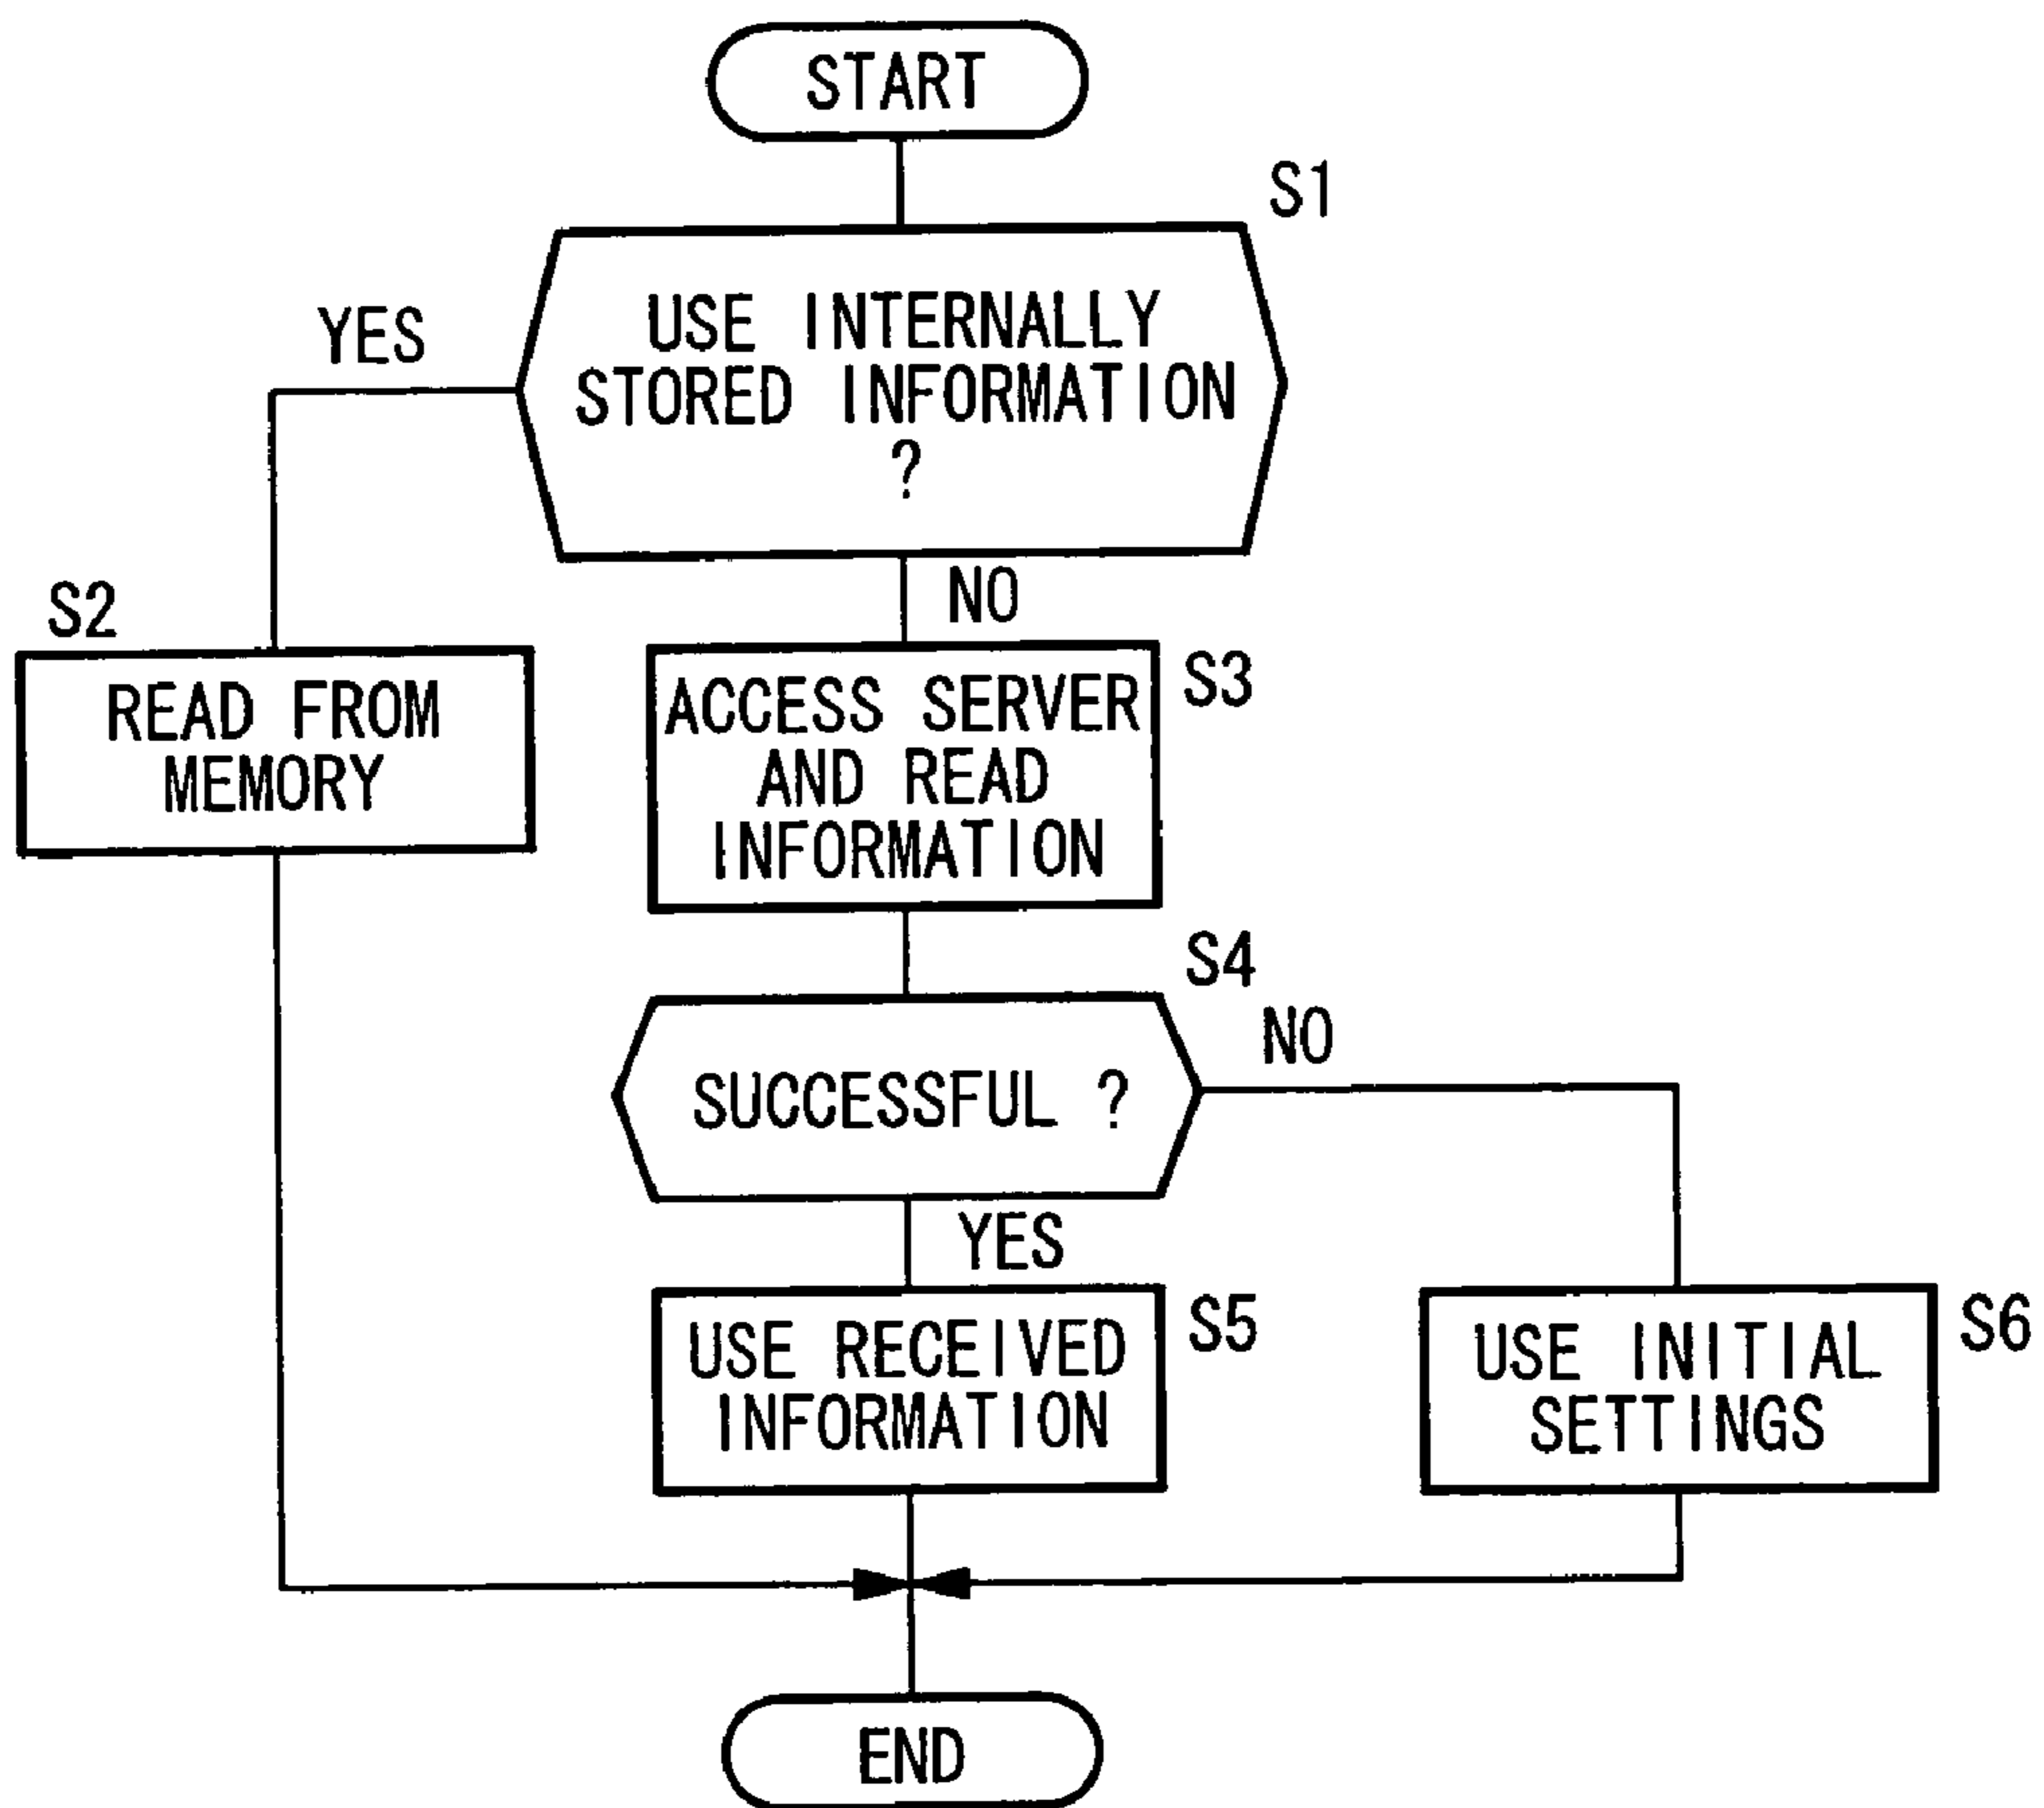 START
S1
USE INTERNALLY
STORED INFORMATION
?
YES
NO
S2
READ FROM
MEMORY
S3
ACCESS SERVER
AND READ
INFORMATION
S4
SUCCESSFUL ?
NO
YES
S5
USE RECEIVED
INFORMATION
S6
USE INITIAL
SETTINGS
END